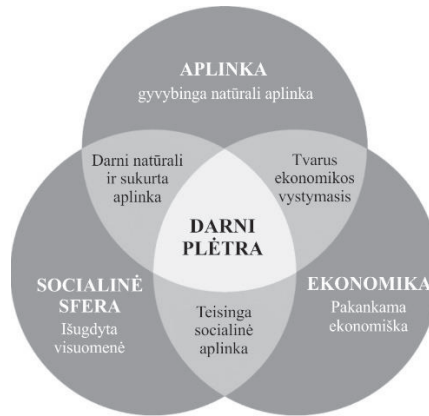 APLINKA
gyvybinga natūrali aplinka
Darni natūrali
ir sukurta
aplinka
Tvarus
ekonomikos
vystymasis
DARNI
PLĖTRA
SOCIALINĖ
SFERA
Išugdyta
visuomenė
Teisinga
socialinė
aplinka
EKONOMIKA
Pakankama
ekonomiška